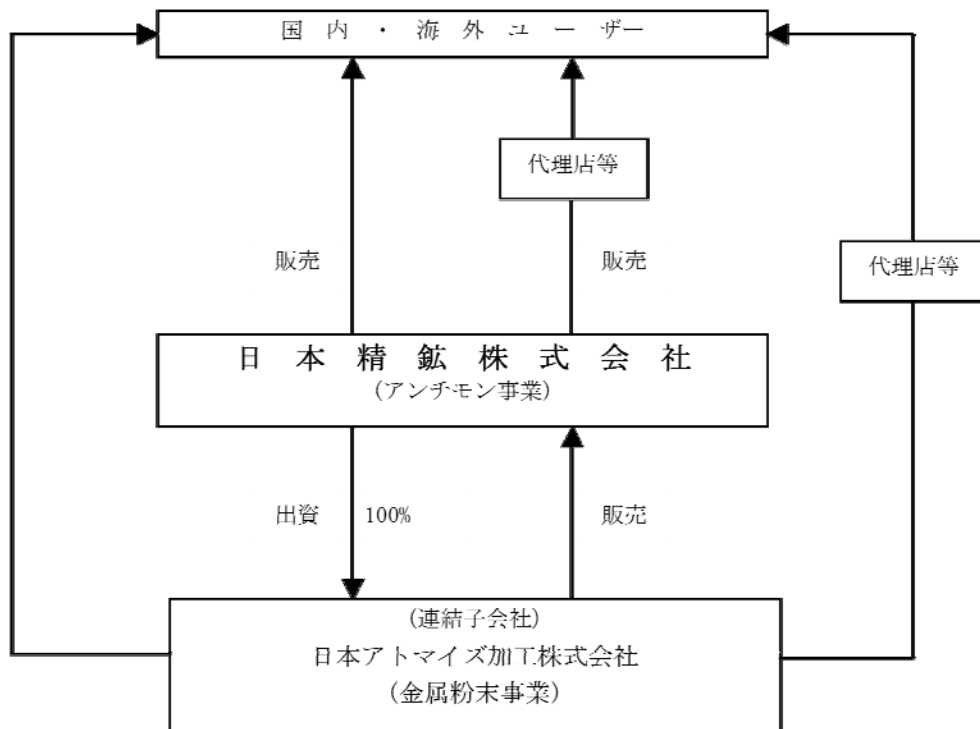 国内・海外ユーザー
代理店等
販売
販売
代理店等
日本精鉱株式会社
(アンチモン事業)
出資
100%
販売
(連結子会社)
日本アトマイズ加工株式会社
(金属粉末事業)